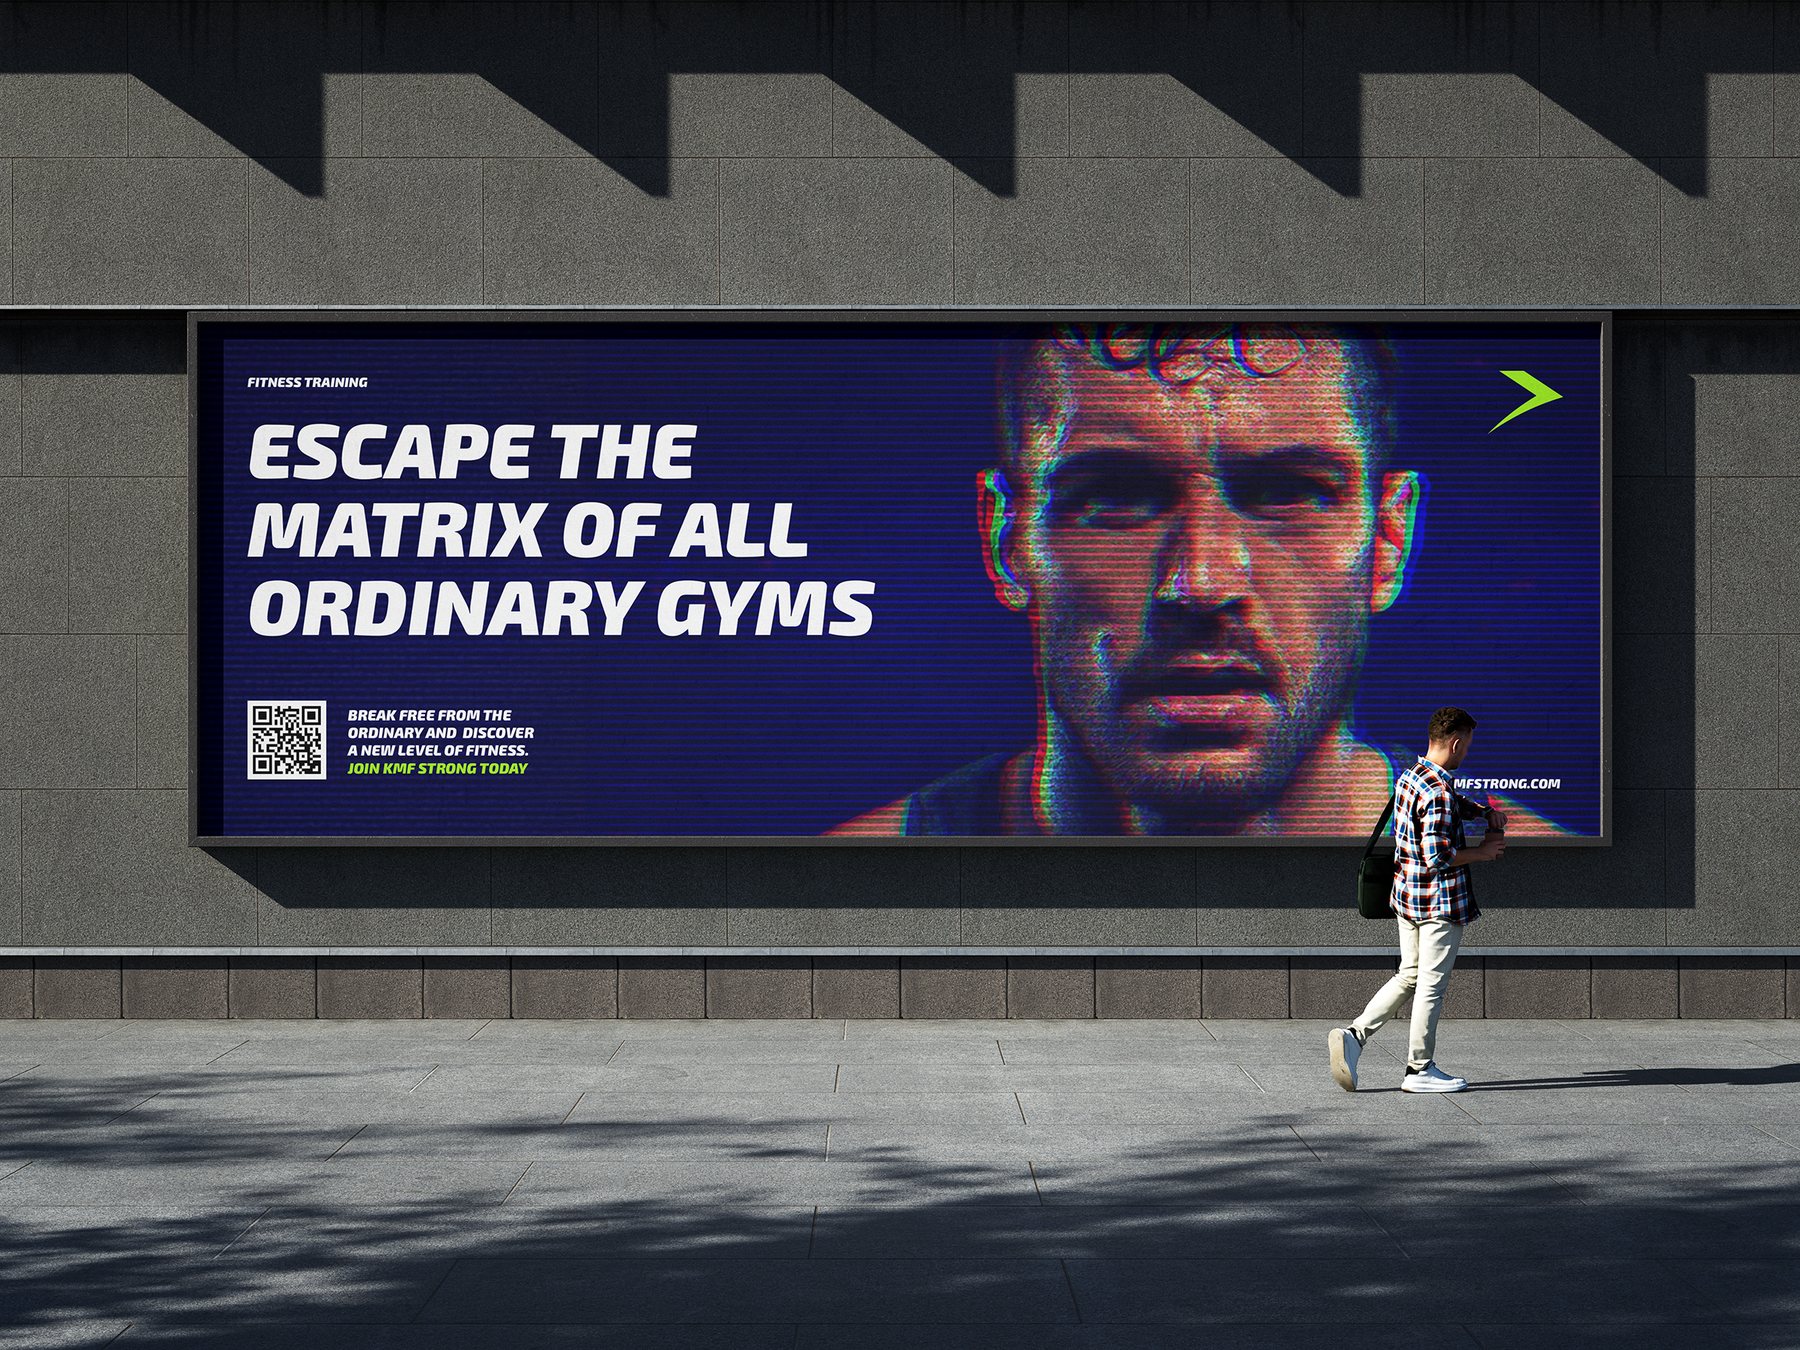 FITNESS TRAINING
ESCAPE THE
MATRIX OF ALL
ORDINARY GYMS
BREAK FREE FROM THE
ORDINARY AND DISCOVER
A NEW LEVEL OF FITNESS.
JOIN KMF STRONG TODAY
MFSTRONG.COM